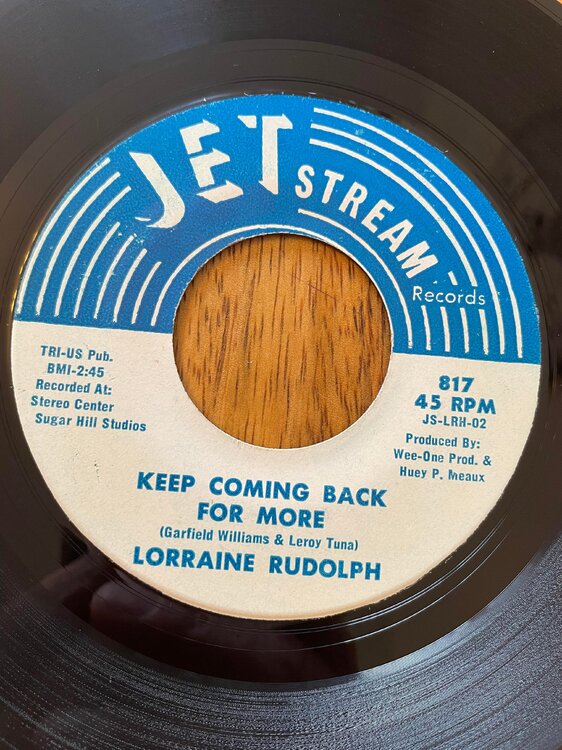 JET
STREAM
Records
TRI-US Pub.
BMI-2:45
Recorded At:
Stereo Center
Sugar Hill Studios
817
45 RPM
JS-LRH-02
Produced By:
Wee-One Prod. &
Huey P. Meaux
KEEP COMING BACK
FOR MORE
(Garfield Williams & Leroy Tuna)
LORRAINE RUDOLPH